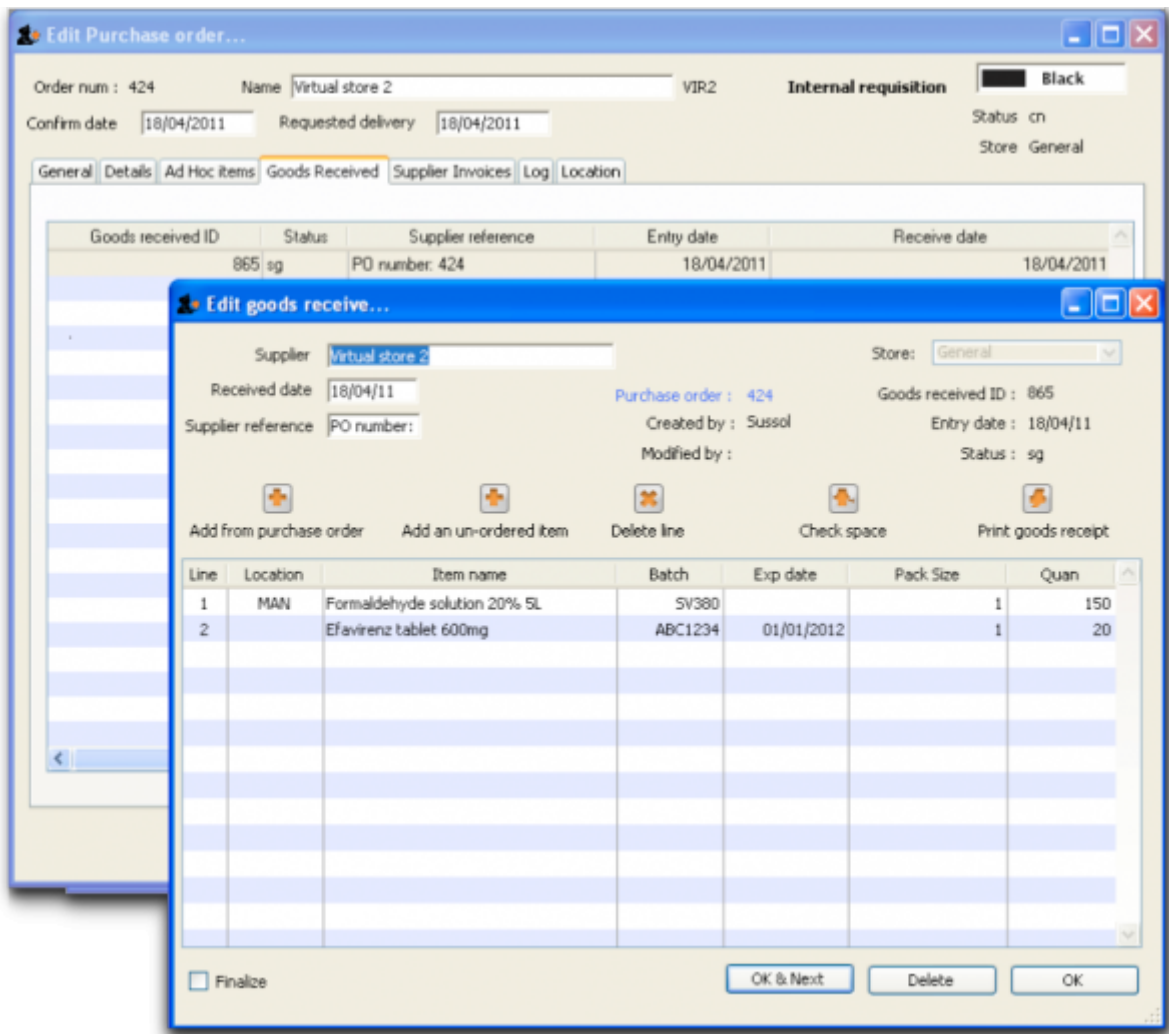 Edit Purchase order...
Order num : 424 Name Virtual store 2 VIR2 Internal requisition Black
Confirm date 18/04/2011 Requested delivery 18/04/2011 Status cn
Store General
General Details Ad Hoc items Goods Received Supplier Invoices Log Location
Goods received ID Status Supplier reference Entry date Receive date
865 sg PO number: 424 18/04/2011 18/04/2011
Edit goods receive...
Supplier Virtual store 2 Store: General
Received date 18/04/11 Purchase order : 424 Goods received ID : 865
Supplier reference PO number: Created by : Sussol Entry date : 18/04/11
Modified by : Status : sg
Add from purchase order Add an un-ordered item Delete line Check space Print goods receipt
Line Location Item name Batch Exp date Pack Size Quan
1 MAN Formaldehyde solution 20% 5L SV380 1 150
2 Efavirenz tablet 600mg ABC1234 01/01/2012 1 20
Finalize OK & Next Delete OK